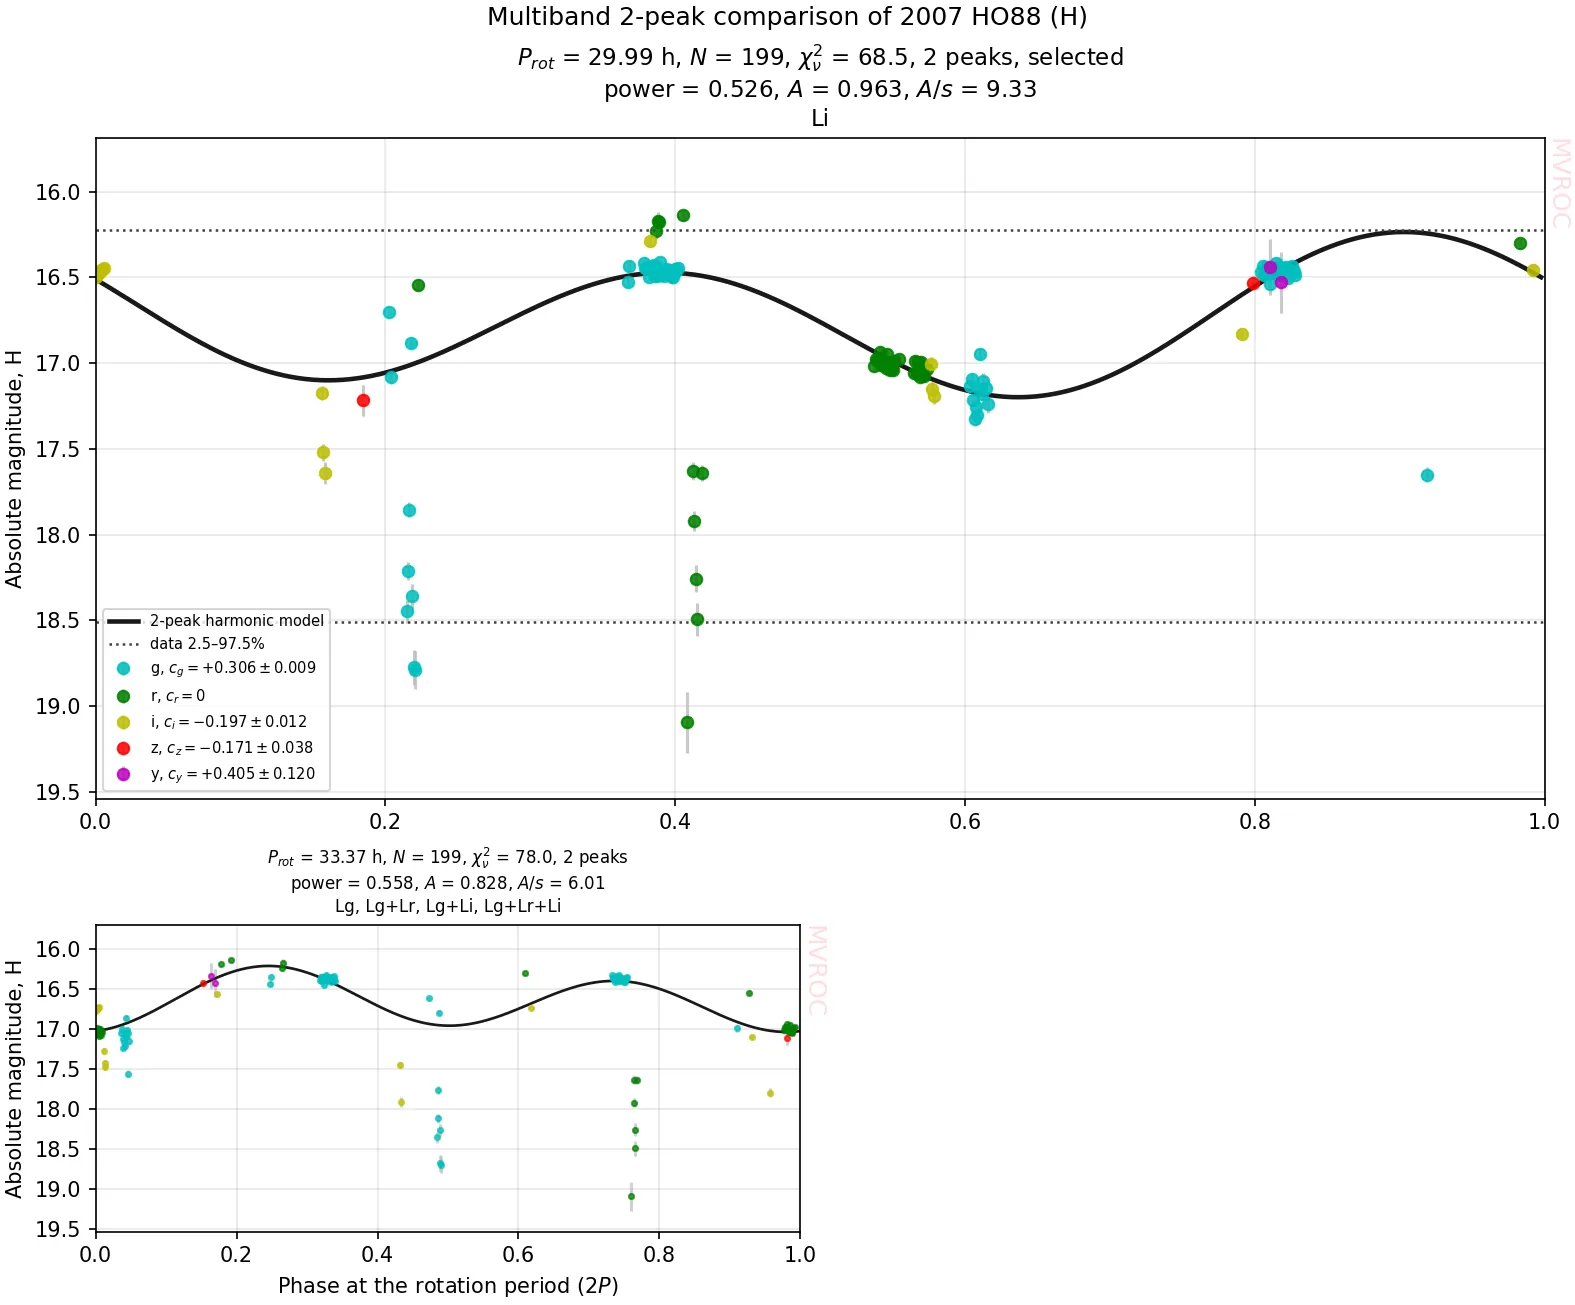 Multiband 2-peak comparison of 2007 HO88 (H)
P_rot = 29.99 h, N = 199, χ²_ν = 68.5, 2 peaks, selected
power = 0.526, A = 0.963, A/s = 9.33
Li
MVROC
Absolute magnitude, H
16.0
16.5
17.0
17.5
18.0
18.5
19.0
19.5
2-peak harmonic model
data 2.5–97.5%
g, c_g = +0.306 ± 0.009
r, c_r = 0
i, c_i = −0.197 ± 0.012
z, c_z = −0.171 ± 0.038
y, c_y = +0.405 ± 0.120
0.0 0.2 0.4 0.6 0.8 1.0
P_rot = 33.37 h, N = 199, χ²_ν = 78.0, 2 peaks
power = 0.558, A = 0.828, A/s = 6.01
Lg, Lg+Lr, Lg+Li, Lg+Lr+Li
MVROC
Absolute magnitude, H
16.0
16.5
17.0
17.5
18.0
18.5
19.0
19.5
0.0 0.2 0.4 0.6 0.8 1.0
Phase at the rotation period (2P)